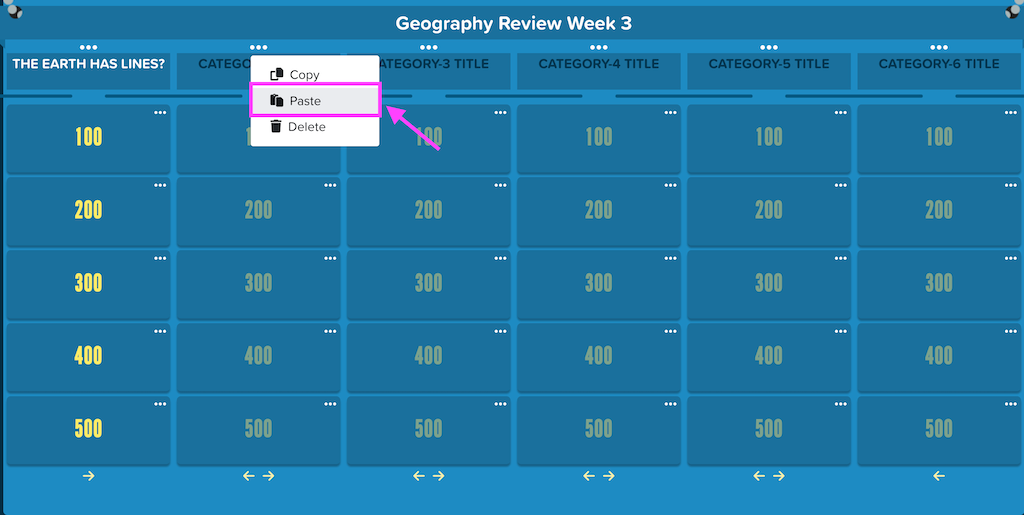 Geography Review Week 3
THE EARTH HAS LINES? CATEGO ATEGORY-3 TITLE CATEGORY-4 TITLE CATEGORY-5 TITLE CATEGORY-6 TITLE
Copy
Paste
Delete
100 1 100 100 100 100
200 200 200 200 200 200
300 300 300 300 300 300
400 400 400 400 400 400
500 500 500 500 500 500